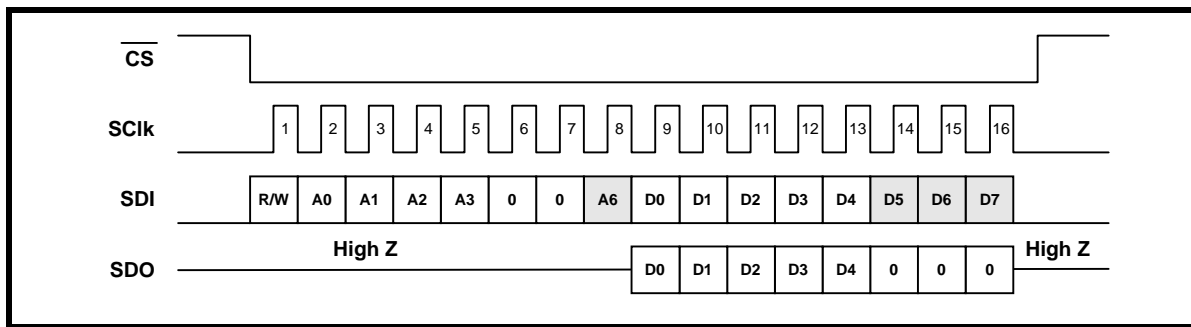 CS
SClk 1 2 3 4 5 6 7 8 9 10 11 12 13 14 15 16
SDI R/W A0 A1 A2 A3 0 0 A6 D0 D1 D2 D3 D4 D5 D6 D7
High Z High Z
SDO D0 D1 D2 D3 D4 0 0 0